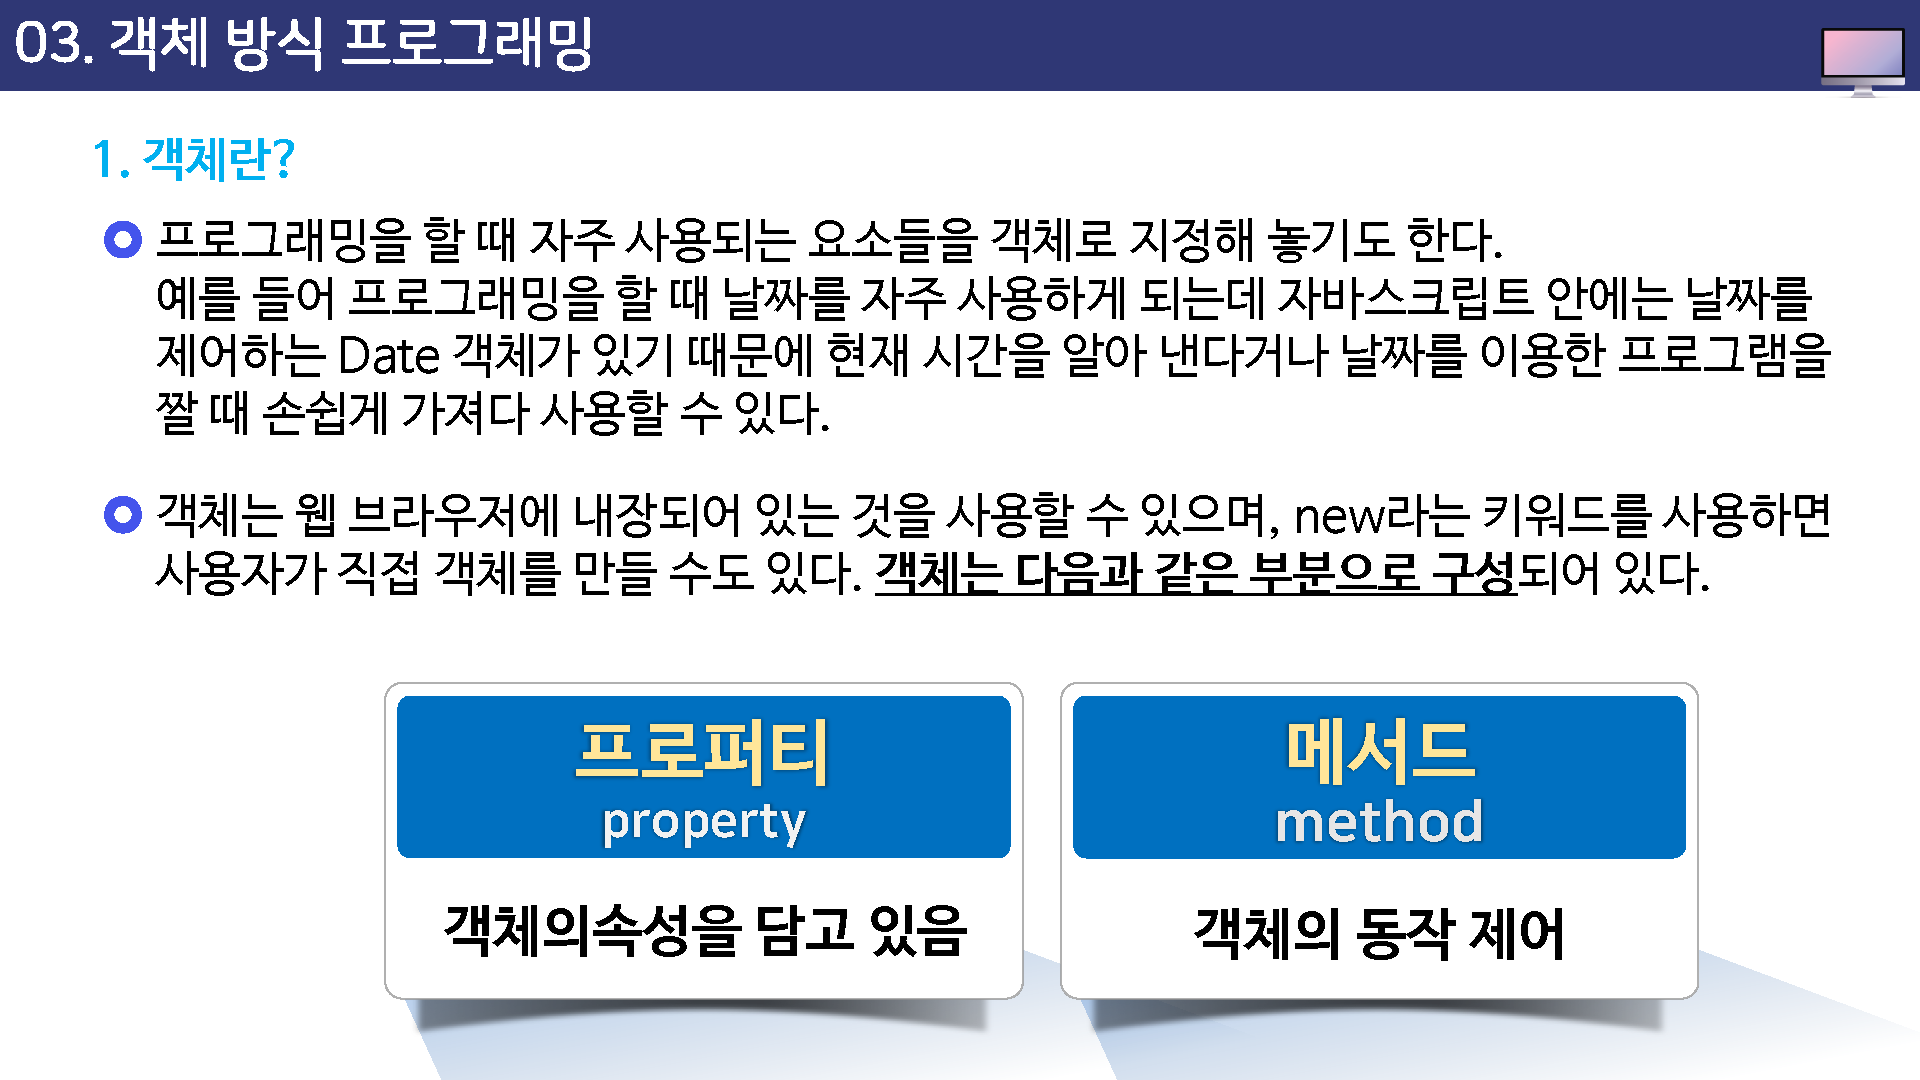 03. 객체 방식 프로그래밍
1. 객체란?
프로그래밍을 할 때 자주 사용되는 요소들을 객체로 지정해 놓기도 한다.
예를 들어 프로그래밍을 할 때 날짜를 자주 사용하게 되는데 자바스크립트 안에는 날짜를
제어하는 Date 객체가 있기 때문에 현재 시간을 알아 낸다거나 날짜를 이용한 프로그램을
짤 때 손쉽게 가져다 사용할 수 있다.
객체는 웹 브라우저에 내장되어 있는 것을 사용할 수 있으며, new라는 키워드를 사용하면
사용자가 직접 객체를 만들 수도 있다. 객체는 다음과 같은 부분으로 구성되어 있다.
프로퍼티
property
객체의속성을 담고 있음
메서드
method
객체의 동작 제어